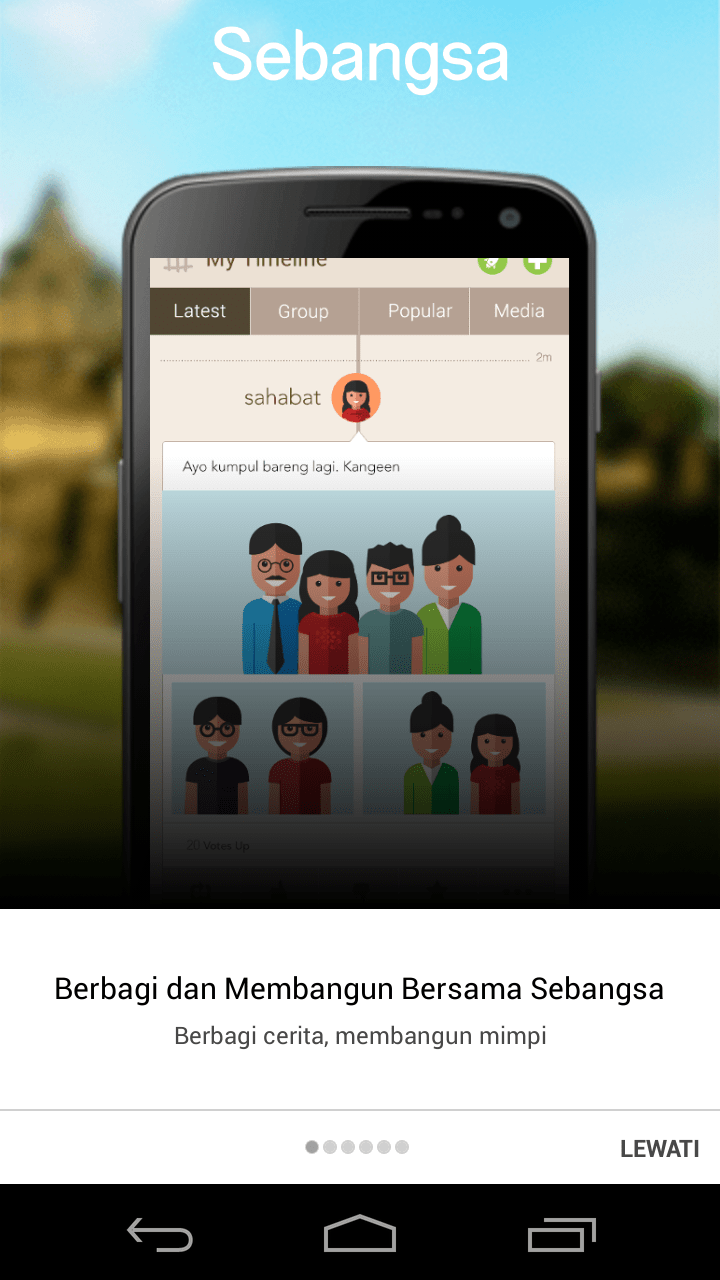 Sebangsa
My Timeline
Latest
Group
Popular
Media
2m
sahabat
Ayo kumpul bareng lagi. Kangeen
20 Votes Up
Berbagi dan Membangun Bersama Sebangsa
Berbagi cerita, membangun mimpi
LEWATI